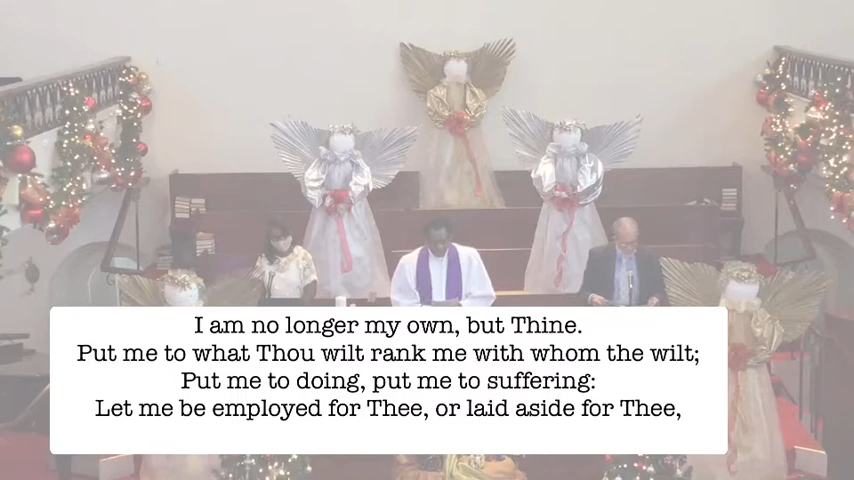 I am no longer my own, but Thine.
Put me to what Thou wilt rank me with whom the wilt;
Put me to doing, put me to suffering:
Let me be employed for Thee, or laid aside for Thee,